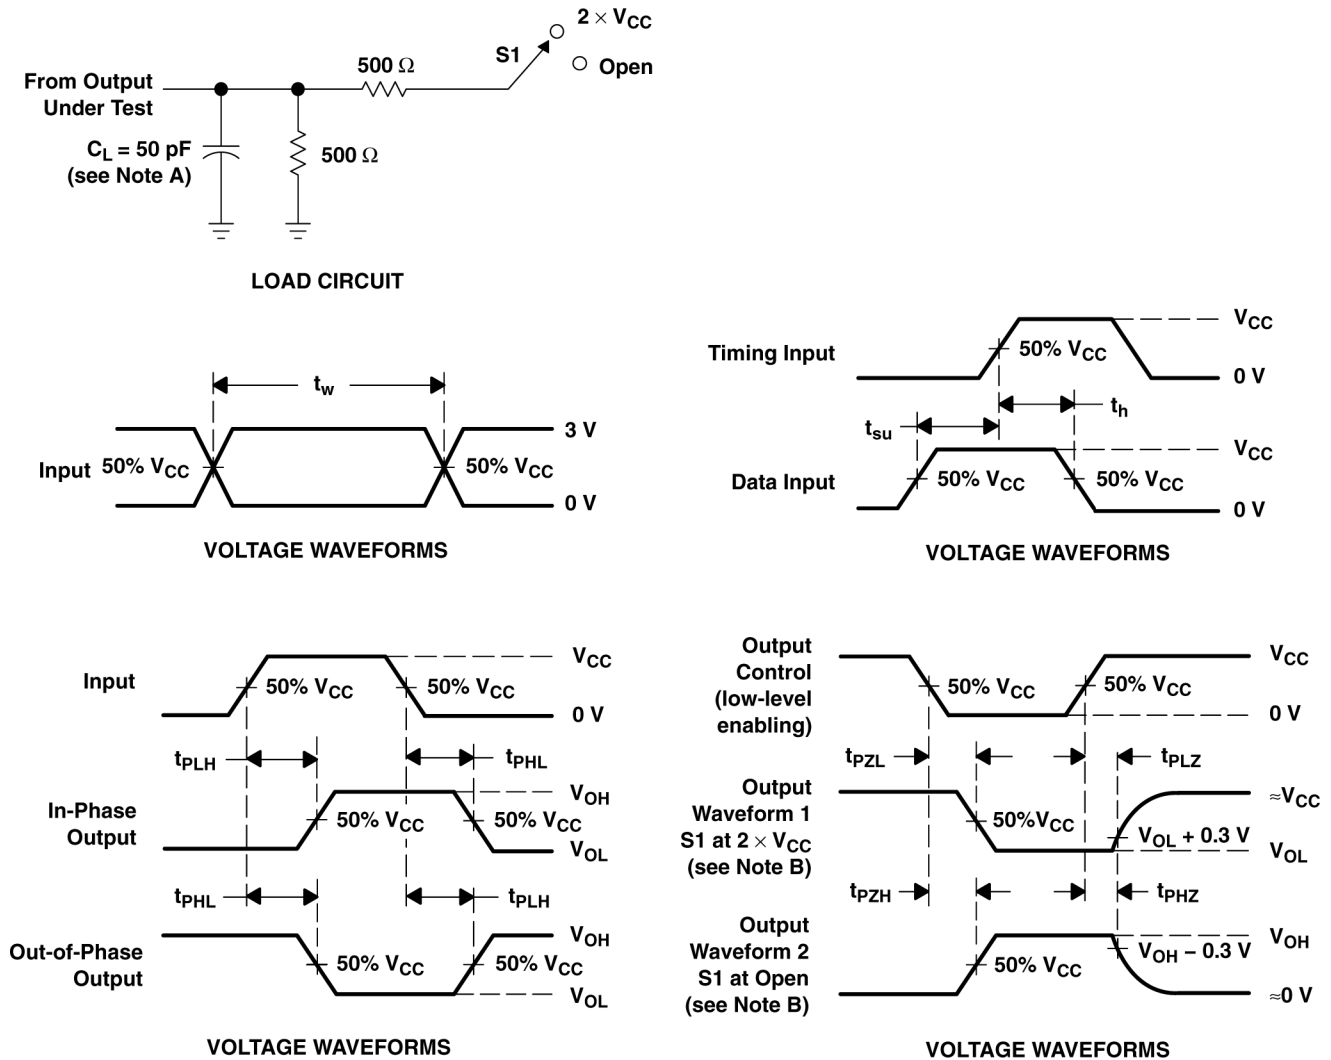 2 × VCC
S1
Open
500 Ω
From Output
Under Test
CL = 50 pF
(see Note A)
500 Ω
LOAD CIRCUIT
tw
3 V
Input
50% VCC
50% VCC
0 V
VOLTAGE WAVEFORMS
VCC
Timing Input
50% VCC
0 V
th
tsu
VCC
Data Input
50% VCC
50% VCC
0 V
VOLTAGE WAVEFORMS
VCC
Input
50% VCC
50% VCC
0 V
tPLH
tPHL
VOH
In-Phase
Output
50% VCC
50% VCC
VOL
tPHL
tPLH
VOH
Out-of-Phase
Output
50% VCC
50% VCC
VOL
VOLTAGE WAVEFORMS
Output
Control
(low-level
enabling)
VCC
50% VCC
50% VCC
0 V
tPZL
tPLZ
Output
Waveform 1
S1 at 2 × VCC
(see Note B)
≈VCC
50%VCC
VOL + 0.3 V
VOL
tPZH
tPHZ
Output
Waveform 2
S1 at Open
(see Note B)
VOH
VOH − 0.3 V
50% VCC
≈0 V
VOLTAGE WAVEFORMS